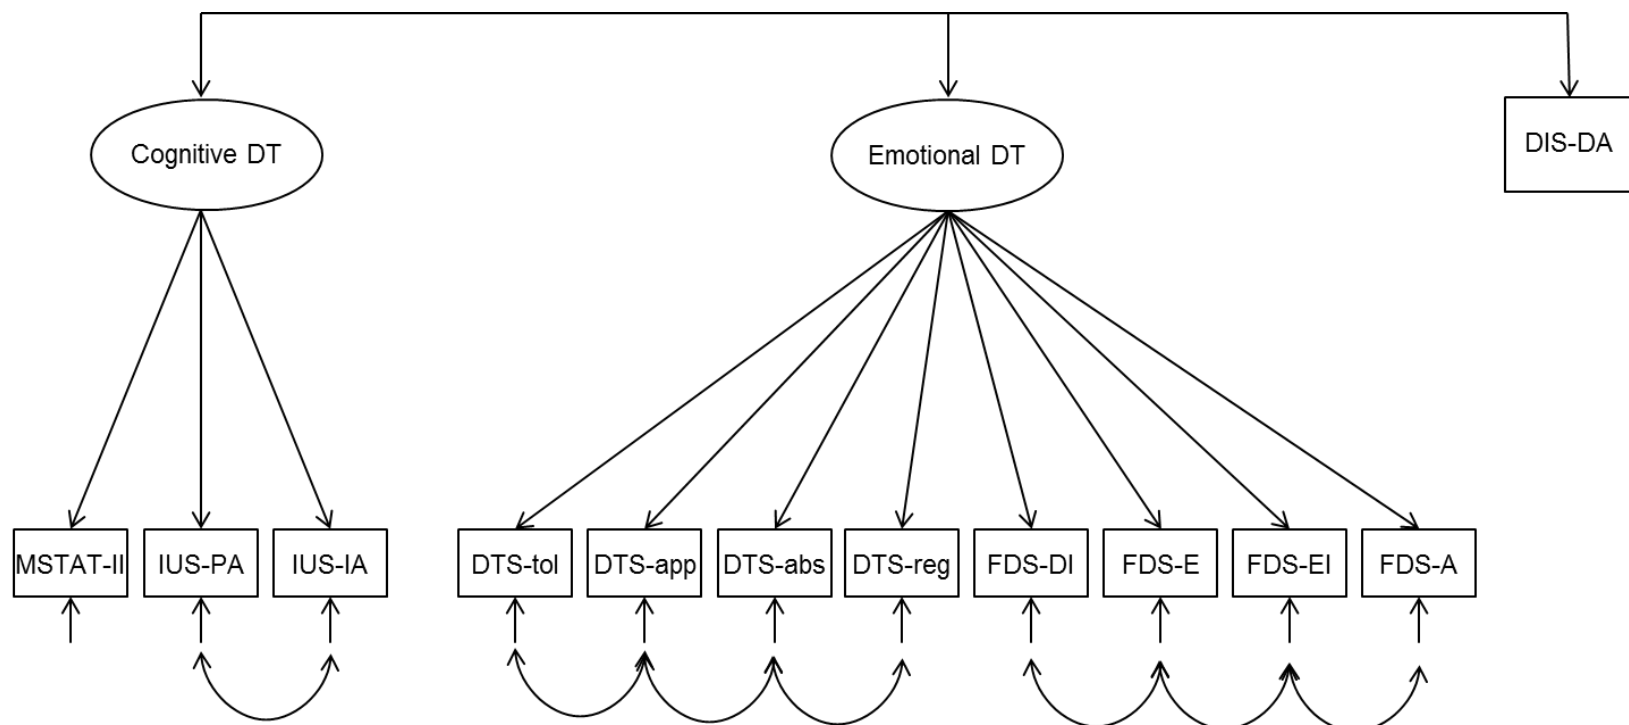 Cognitive DT
Emotional DT
DIS-DA
MSTAT-II
IUS-PA
IUS-IA
DTS-tol
DTS-app
DTS-abs
DTS-reg
FDS-DI
FDS-E
FDS-EI
FDS-A